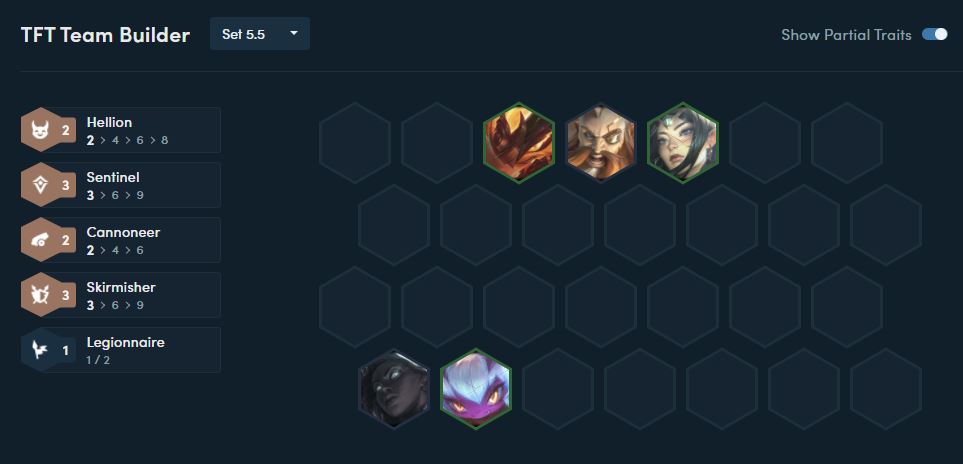 TFT Team Builder
Set 5.5
Show Partial Traits
2
Hellion
2 > 4 > 6 > 8
3
Sentinel
3 > 6 > 9
2
Cannoneer
2 > 4 > 6
3
Skirmisher
3 > 6 > 9
1
Legionnaire
1 / 2